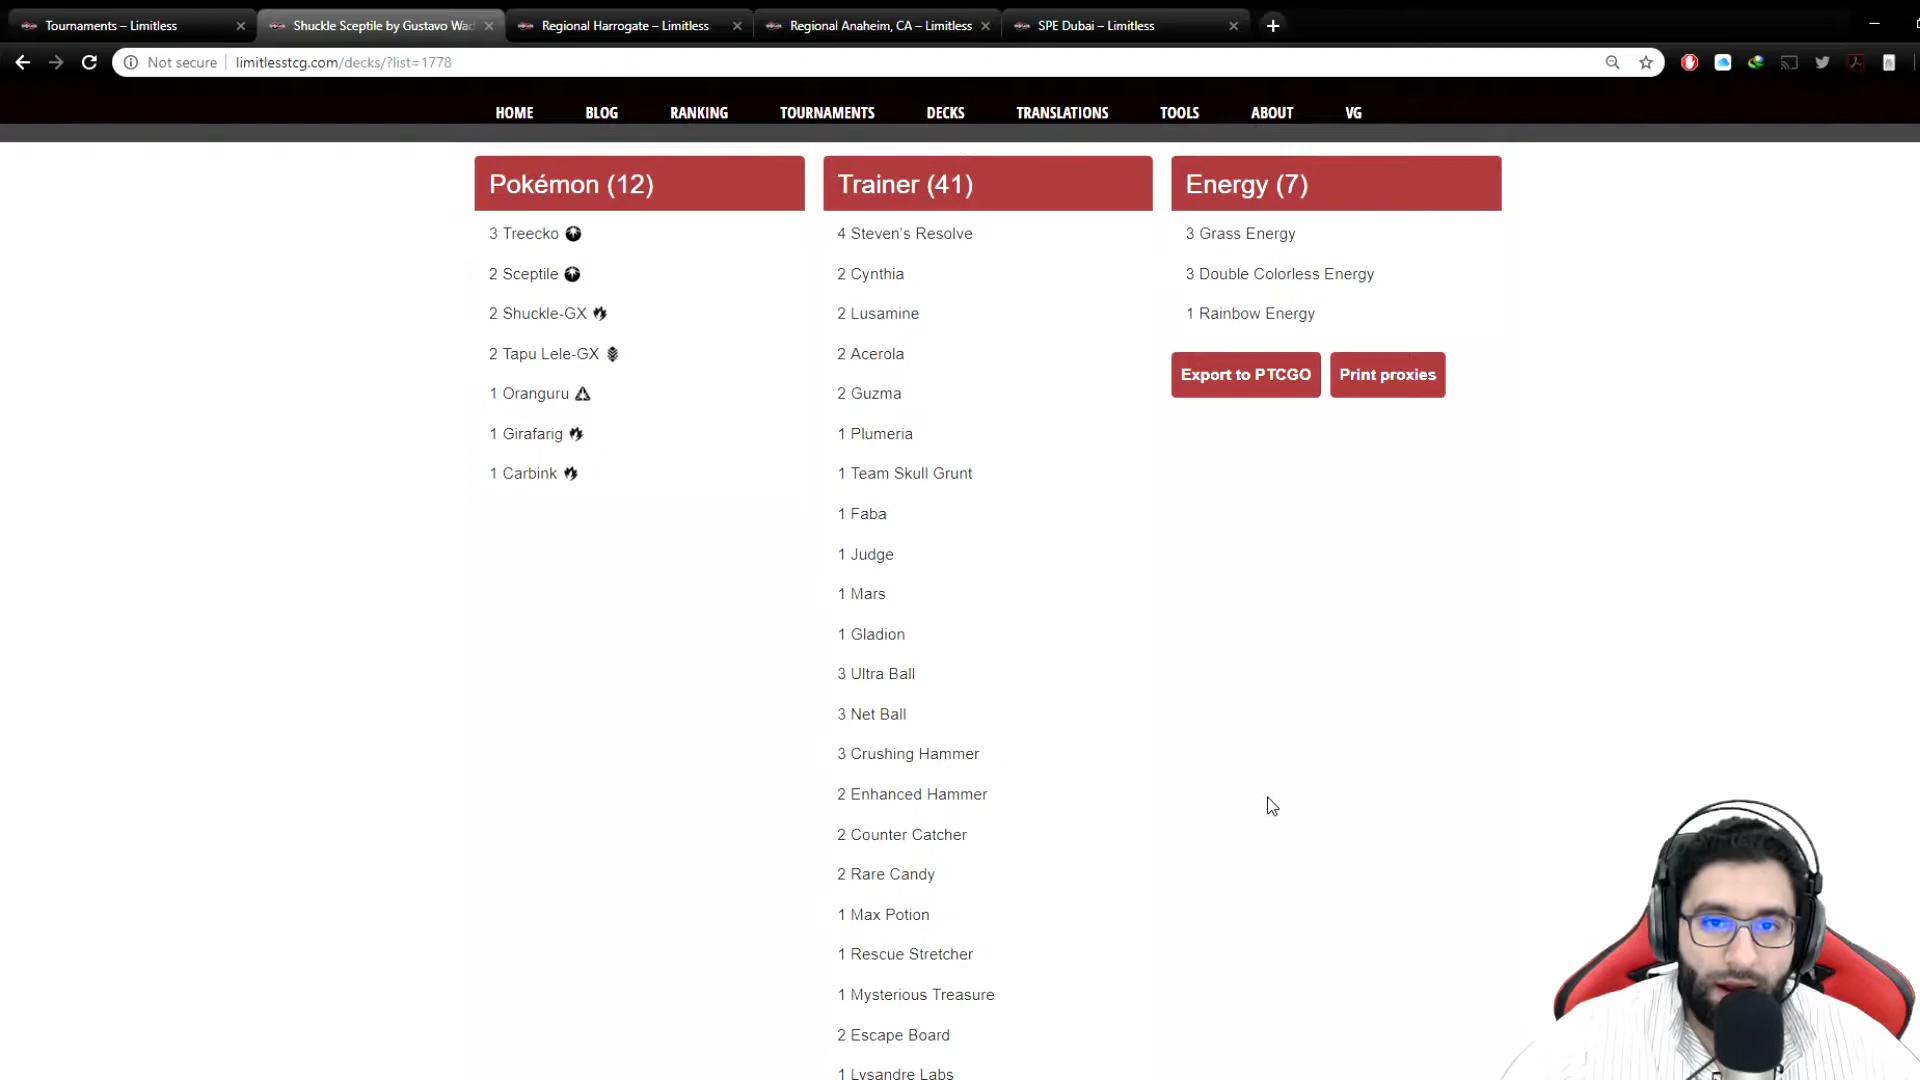 Tournaments – Limitless
Shuckle Sceptile by Gustavo Wad
Regional Harrogate – Limitless
Regional Anaheim, CA – Limitless
SPE Dubai – Limitless
Not secure
limitlesstcg.com/decks/?list=1778
HOME
BLOG
RANKING
TOURNAMENTS
DECKS
TRANSLATIONS
TOOLS
ABOUT
VG
Pokémon (12)
3 Treecko
2 Sceptile
2 Shuckle-GX
2 Tapu Lele-GX
1 Oranguru
1 Girafarig
1 Carbink
Trainer (41)
4 Steven's Resolve
2 Cynthia
2 Lusamine
2 Acerola
2 Guzma
1 Plumeria
1 Team Skull Grunt
1 Faba
1 Judge
1 Mars
1 Gladion
3 Ultra Ball
3 Net Ball
3 Crushing Hammer
2 Enhanced Hammer
2 Counter Catcher
2 Rare Candy
1 Max Potion
1 Rescue Stretcher
1 Mysterious Treasure
2 Escape Board
1 Lysandre Labs
Energy (7)
3 Grass Energy
3 Double Colorless Energy
1 Rainbow Energy
Export to PTCGO
Print proxies